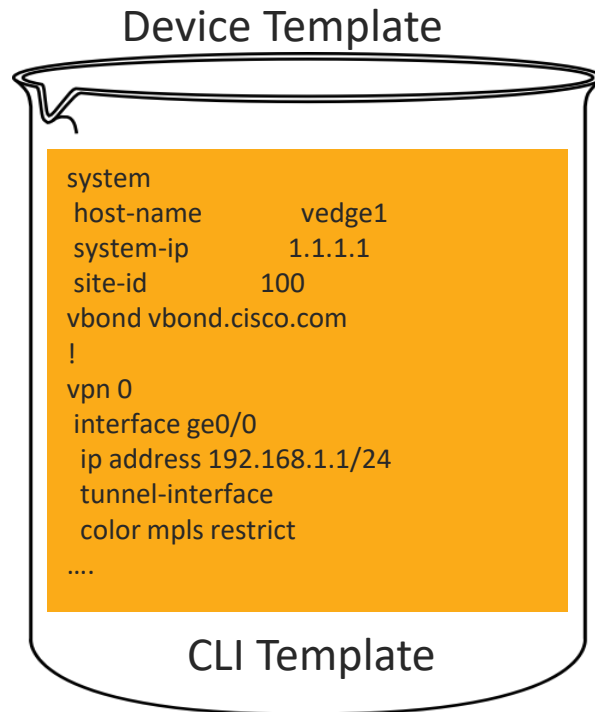 Device Template
system
host-name vedge1
system-ip 1.1.1.1
site-id 100
vbond vbond.cisco.com
!
vpn 0
interface ge0/0
ip address 192.168.1.1/24
tunnel-interface
color mpls restrict
....
CLI Template